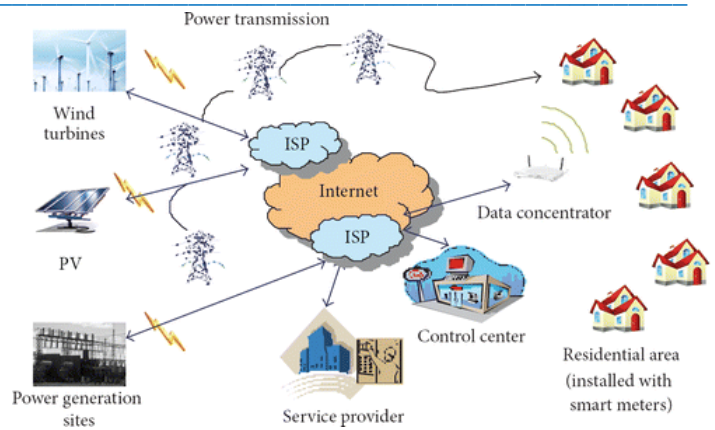 Power transmission
Wind
turbines
ISP
Internet
ISP
PV
Data concentrator
Control center
Power generation
sites
Service provider
Residential area
(installed with
smart meters)